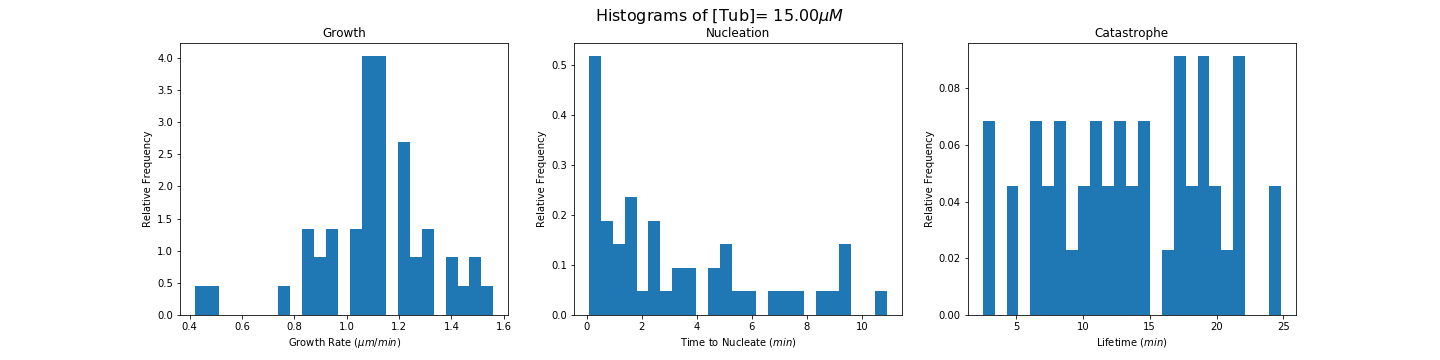 Histograms of [Tub]= 15.00μM
Growth
Relative Frequency
4.0
3.5
3.0
2.5
2.0
1.5
1.0
0.5
0.0
0.4 0.6 0.8 1.0 1.2 1.4 1.6
Growth Rate (μm/min)
Nucleation
Relative Frequency
0.5
0.4
0.3
0.2
0.1
0.0
0 2 4 6 8 10
Time to Nucleate (min)
Catastrophe
Relative Frequency
0.08
0.06
0.04
0.02
0.00
5 10 15 20 25
Lifetime (min)